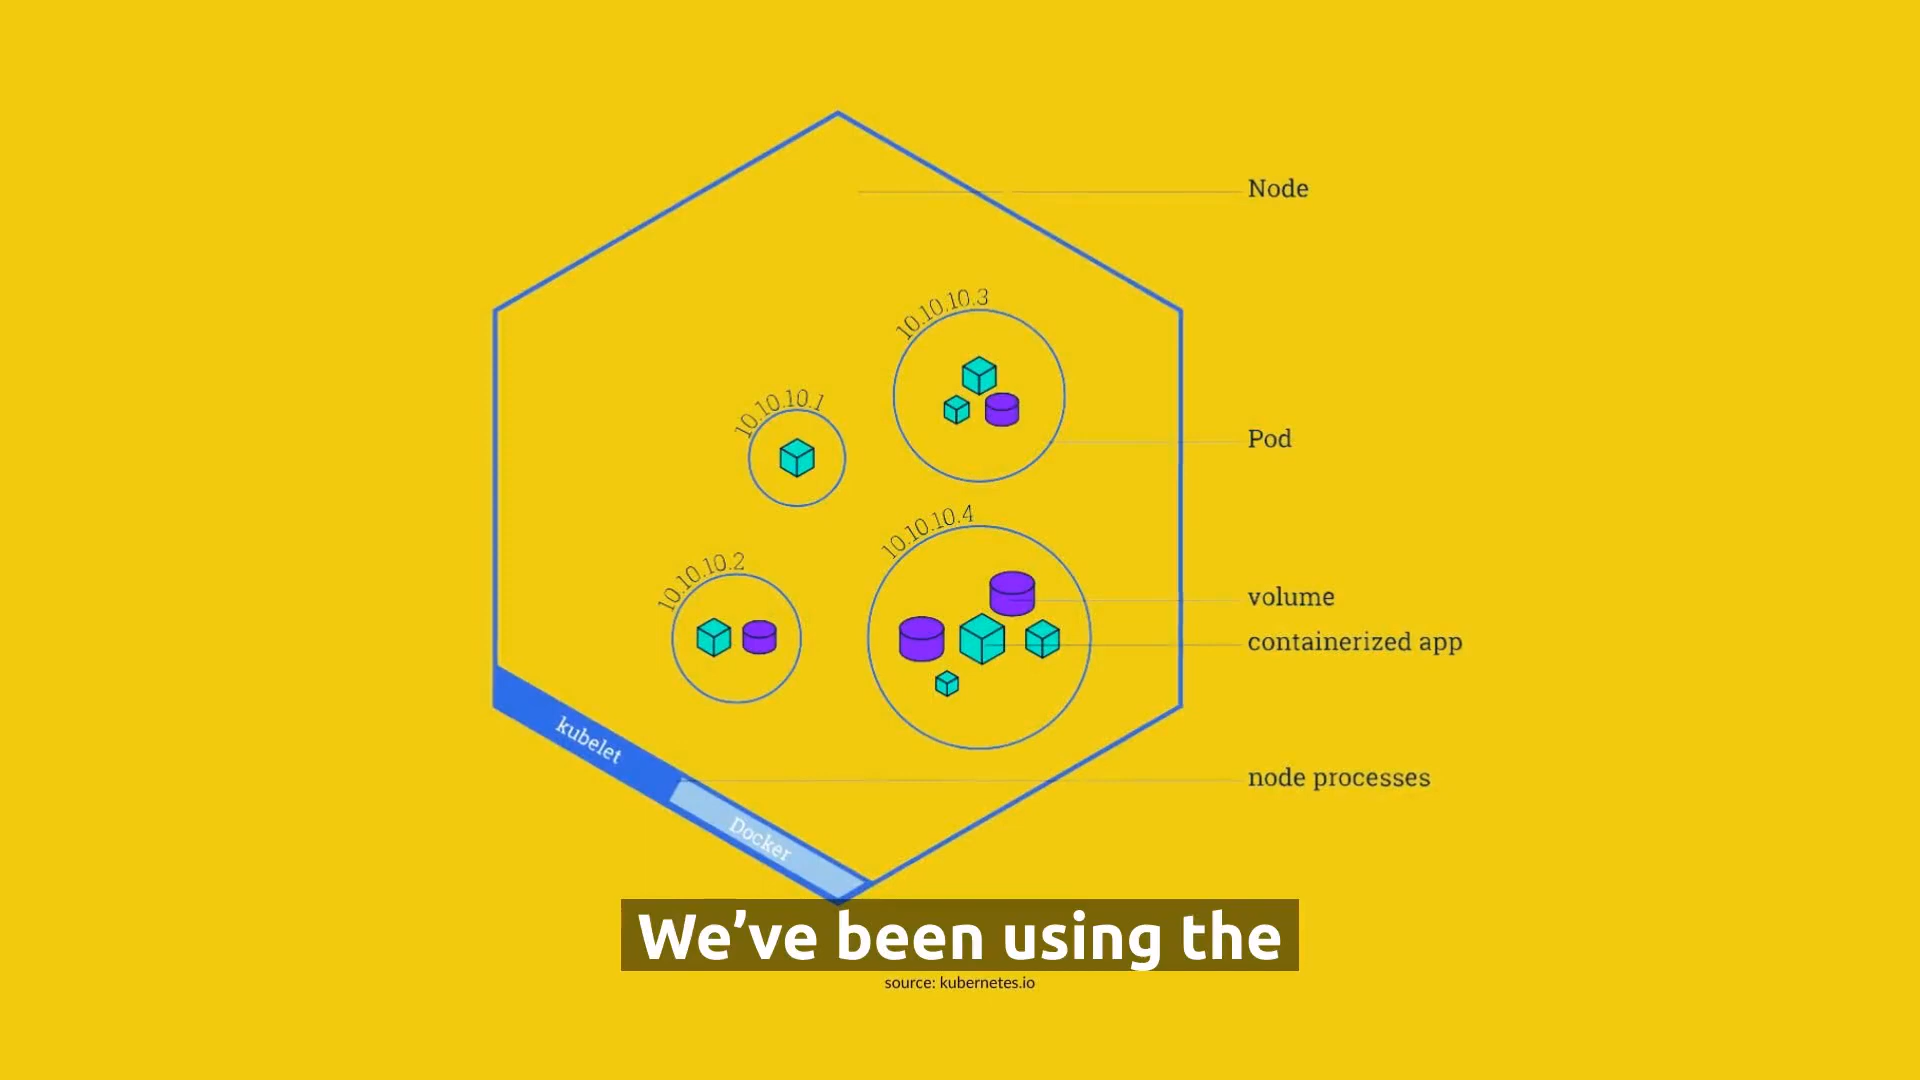 Node
10.10.10.3
10.10.10.1
Pod
10.10.10.4
10.10.10.2
volume
containerized app
kubelet
node processes
Docker
We’ve been using the
source: kubernetes.io